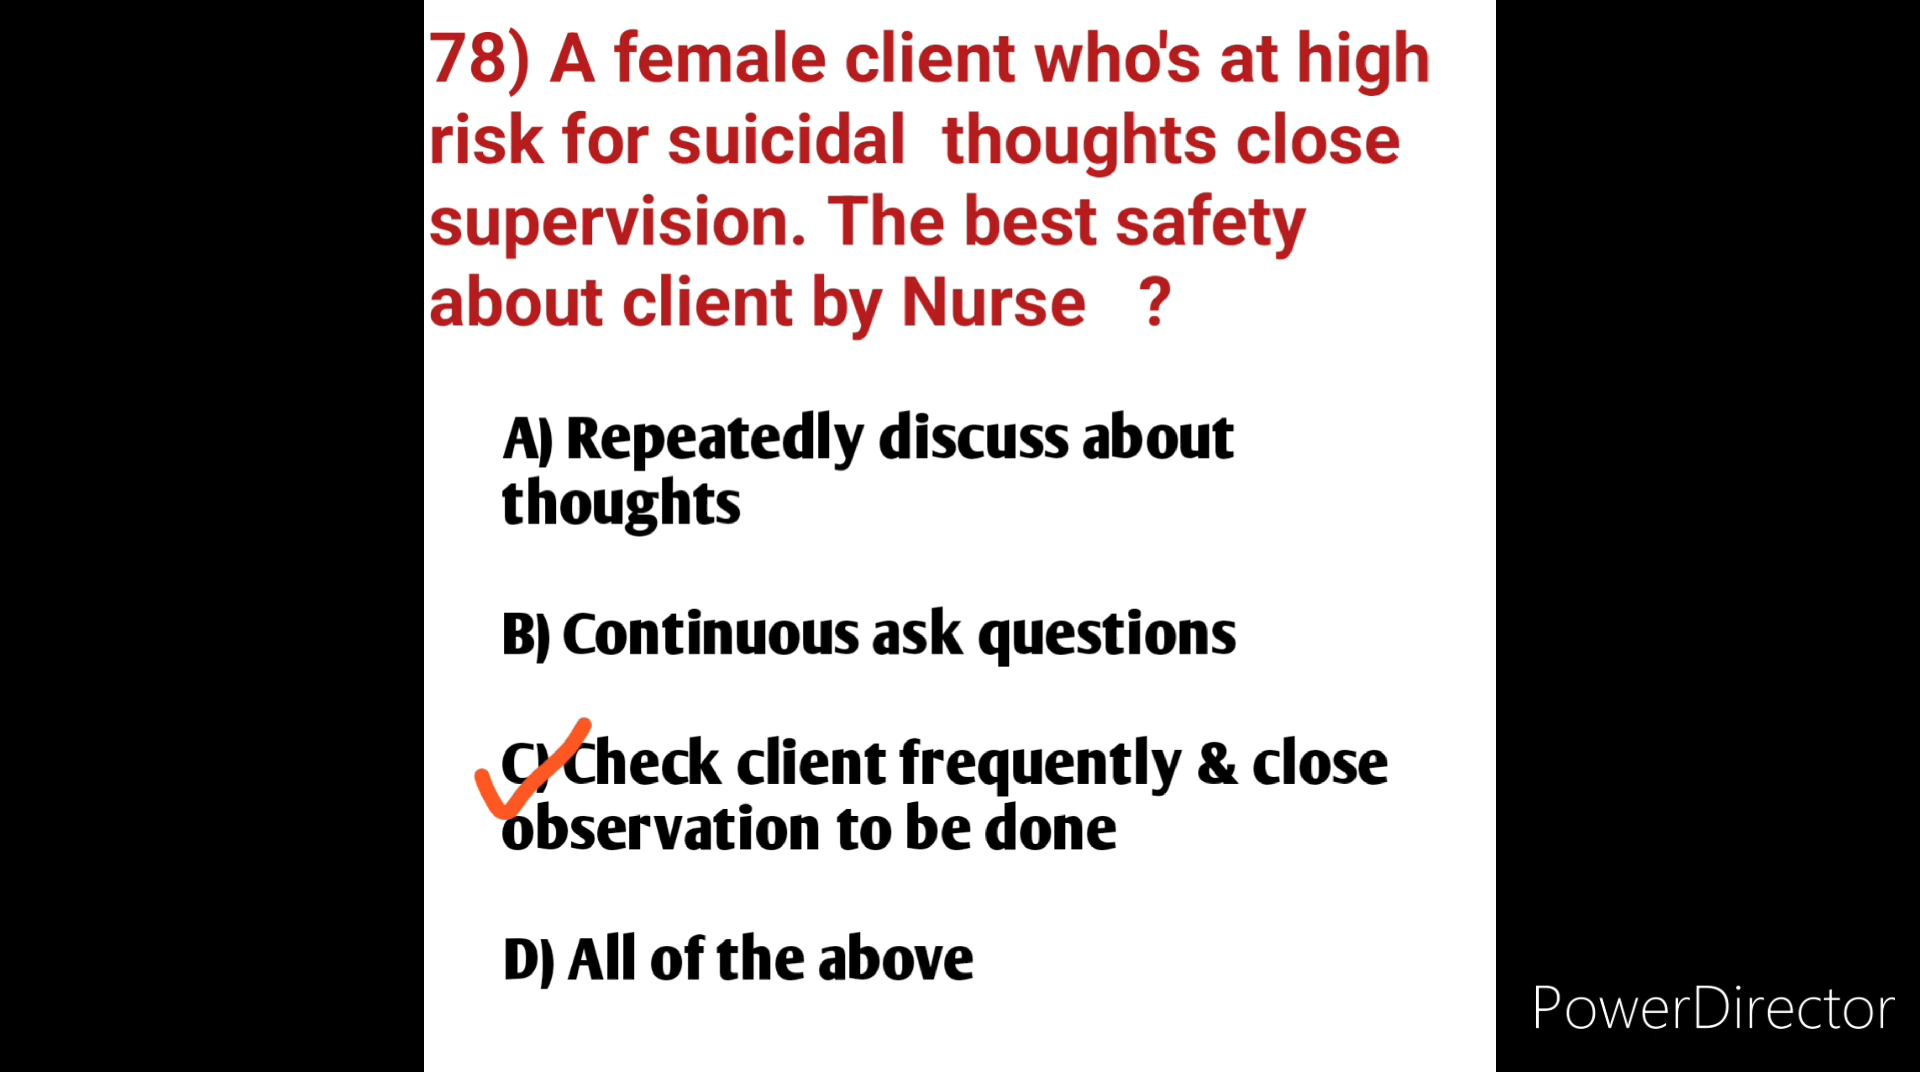 78) A female client who's at high
risk for suicidal thoughts close
supervision. The best safety
about client by Nurse ?
A) Repeatedly discuss about
thoughts
B) Continuous ask questions
C) Check client frequently & close
observation to be done
D) All of the above
PowerDirector